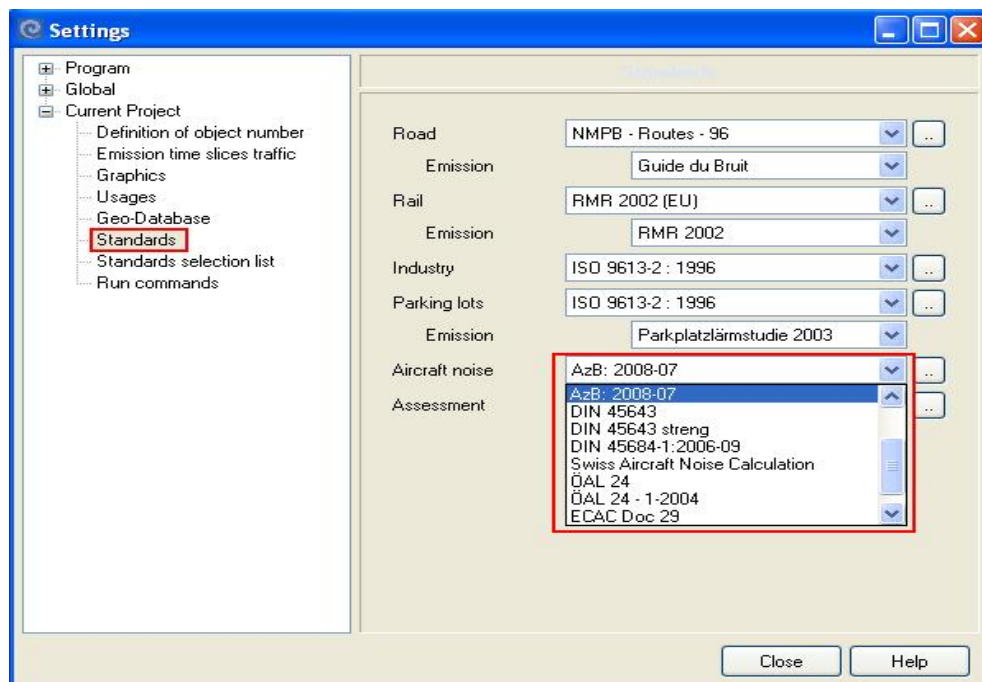 Settings
Program
Global
Current Project
Definition of object number
Emission time slices traffic
Graphics
Usages
Geo-Database
Standards
Standards selection list
Run commands
Standards
Road NMPB - Routes - 96 ..
Emission Guide du Bruit
Rail RMR 2002 (EU) ..
Emission RMR 2002
Industry ISO 9613-2 : 1996 ..
Parking lots ISO 9613-2 : 1996 ..
Emission Parkplatzlärmstudie 2003
Aircraft noise AzB: 2008-07 ..
Assessment ..
AzB: 2008-07
DIN 45643
DIN 45643 streng
DIN 45684-1:2006-09
Swiss Aircraft Noise Calculation
ÖAL 24
ÖAL 24 - 1-2004
ECAC Doc 29
Close Help